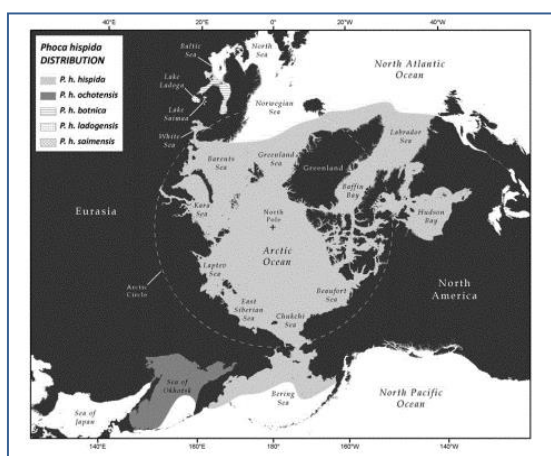 40°E
20°E
0°
20°W
40°W
Phoca hispida
DISTRIBUTION
P. h. hispida
P. h. ochotensis
P. h. botnica
P. h. ladogensis
P. h. saimensis
Baltic
Sea
North
Sea
Lake
Ladoga
Lake
Saimaa
White
Sea
Norwegian
Sea
North Atlantic
Ocean
Labrador
Sea
Barents
Sea
Greenland
Sea
Greenland
Baffin
Bay
Hudson
Bay
Kara
Sea
Eurasia
North
Pole
Arctic
Ocean
Laptev
Sea
Arctic
Circle
East
Siberian
Sea
Chukchi
Sea
Beaufort
Sea
North
America
Sea of
Okhotsk
Bering
Sea
Sea of
Japan
North Pacific
Ocean
140°E
160°E
180°
160°W
140°W